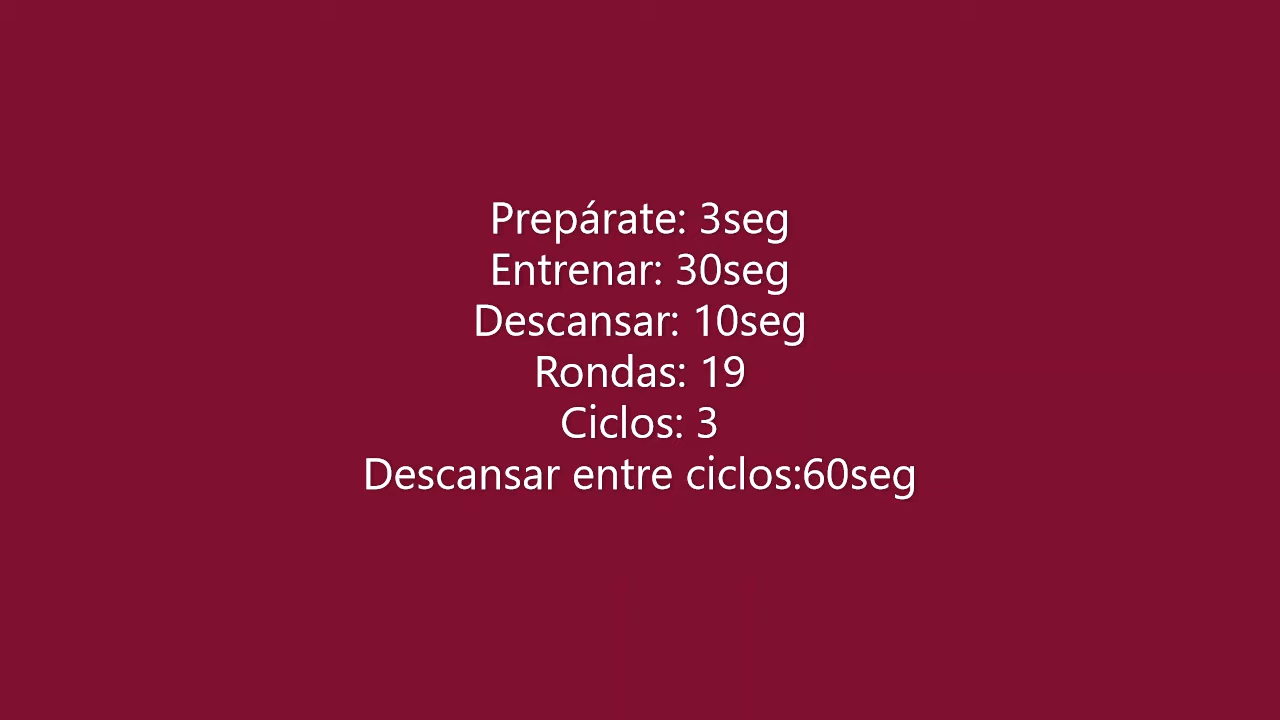 Prepárate: 3seg
Entrenar: 30seg
Descansar: 10seg
Rondas: 19
Ciclos: 3
Descansar entre ciclos:60seg